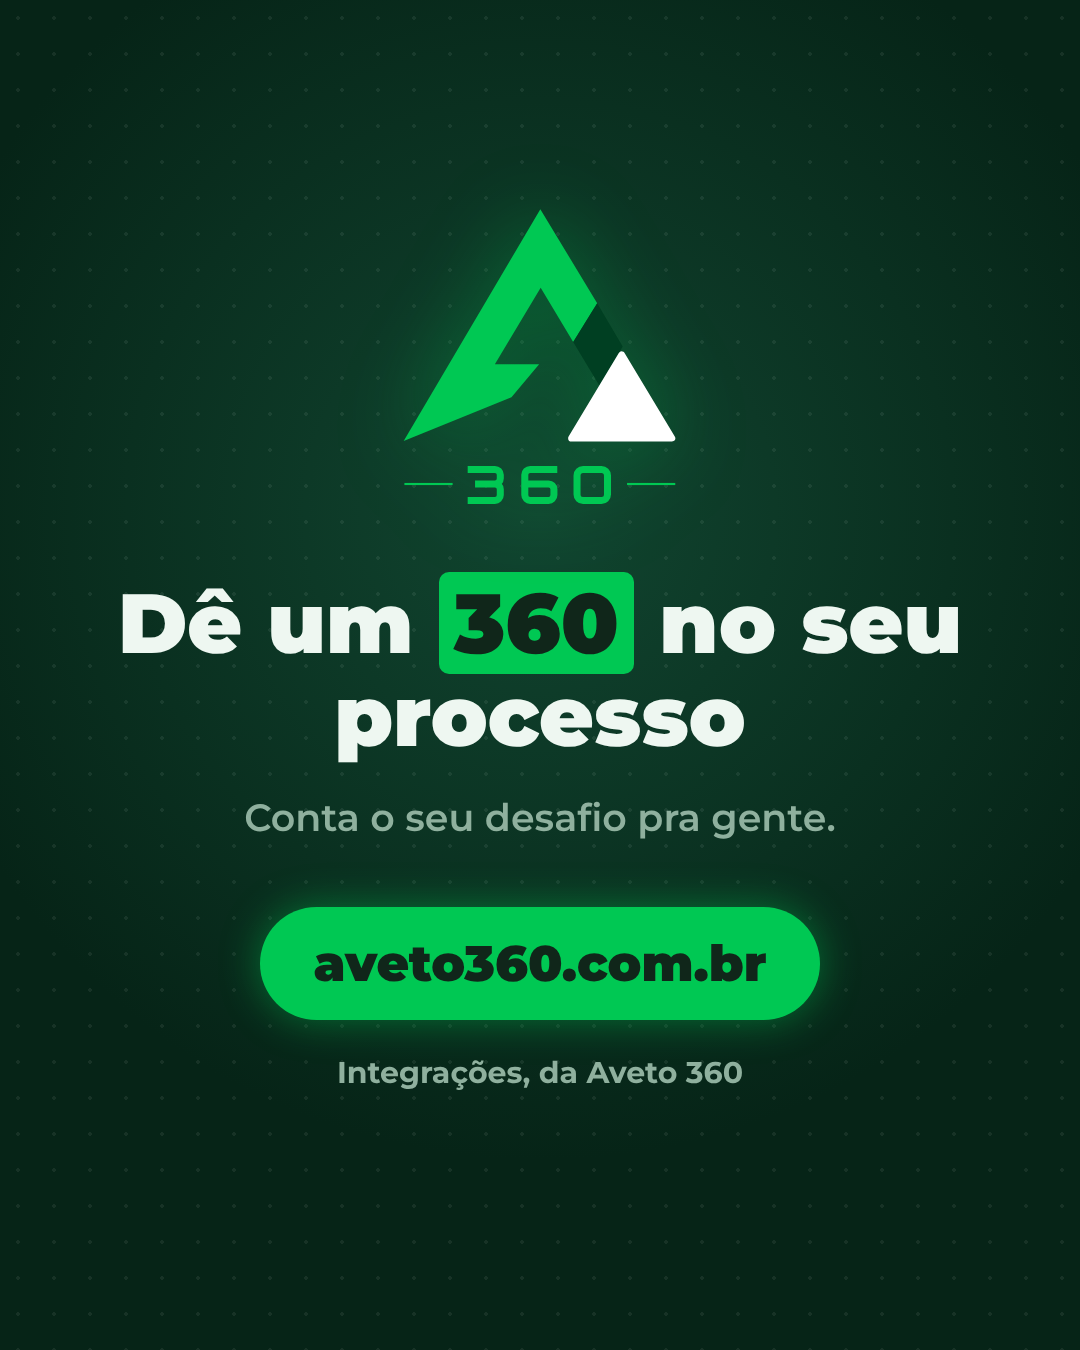 360
Dê um 360 no seu
processo
Conta o seu desafio pra gente.
aveto360.com.br
Integrações, da Aveto 360